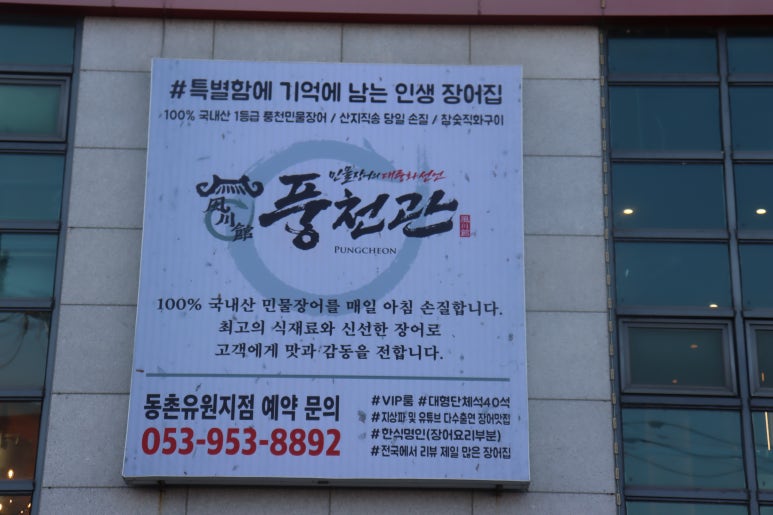 #특별함에 기억에 남는 인생 장어집
100% 국내산 1등급 풍천민물장어 / 산지직송 당일 손질 / 참숯직화구이
민물장어의 대중화선언
風川館
풍천관
PUNGCHEON
100% 국내산 민물장어를 매일 아침 손질합니다.
최고의 식재료와 신선한 장어로
고객에게 맛과 감동을 전합니다.
동촌유원지점 예약 문의
053-953-8892
#VIP룸 #대형단체석40석
#지상파 및 유튜브 다수출연 장어맛집
#한식명인(장어요리부분)
#전국에서 리뷰 제일 많은 장어집